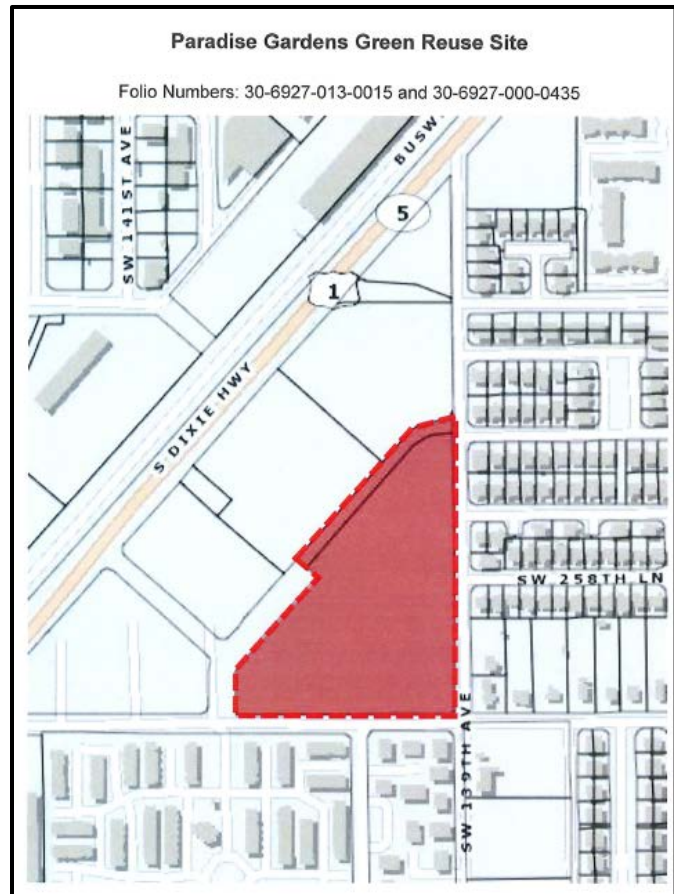 Paradise Gardens Green Reuse Site
Folio Numbers: 30-6927-013-0015 and 30-6927-000-0435
BUSW
SW 141ST AVE
5
1
S DIXIE HWY
SW 258TH LN
SW 139TH AVE